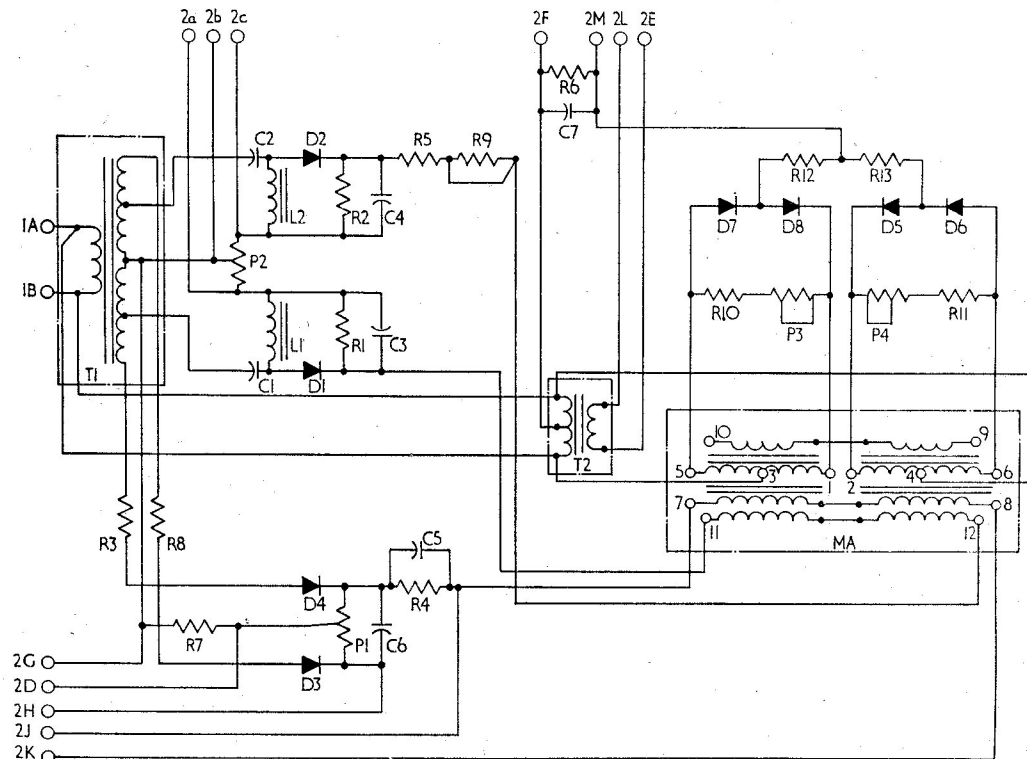 2a 2b 2c 2F 2M 2L 2E
R6
C7
C2 D2 R5 R9
R12 R13
L2 R2 C4
D7 D8 D5 D6
1A
P2
1B
R10 P3 P4 R11
L1 R1 C3
T1 C1 D1
10 9
T2
5 3 1 2 4 6
7 8
11 12
MA
R3 R8
C5
D4 R4
R7 P1 C6
2G D3
2D
2H
2J
2K